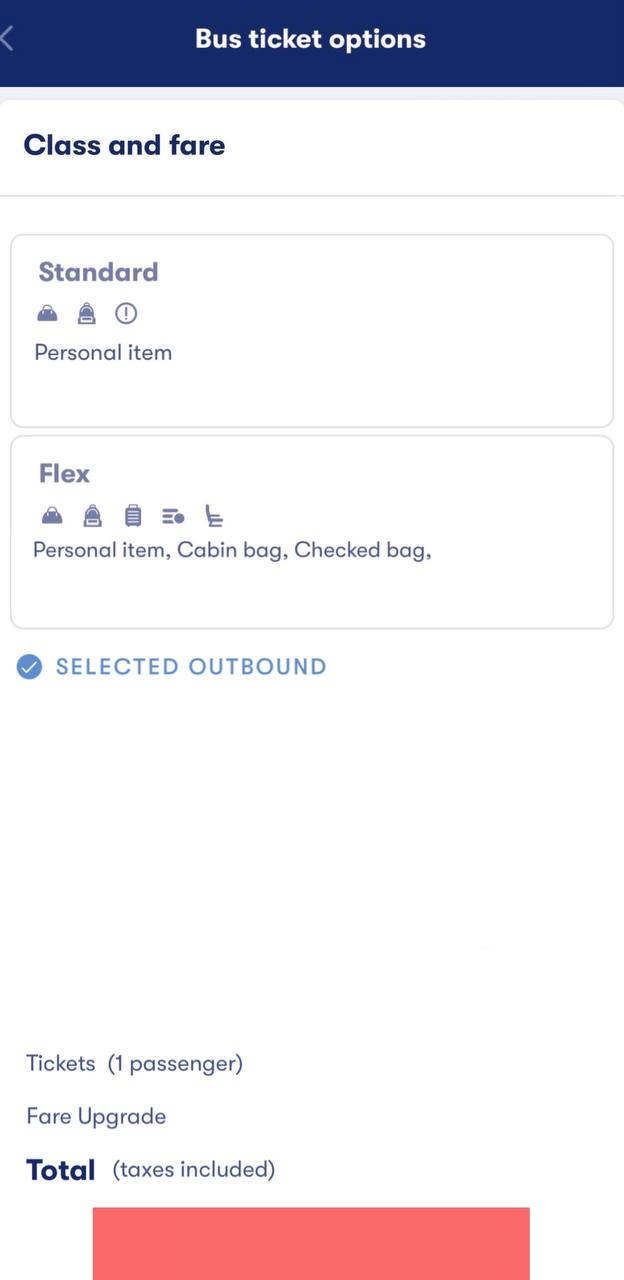 Bus ticket options
Class and fare
Standard
Personal item
Flex
Personal item, Cabin bag, Checked bag,
SELECTED OUTBOUND
Tickets (1 passenger)
Fare Upgrade
Total (taxes included)